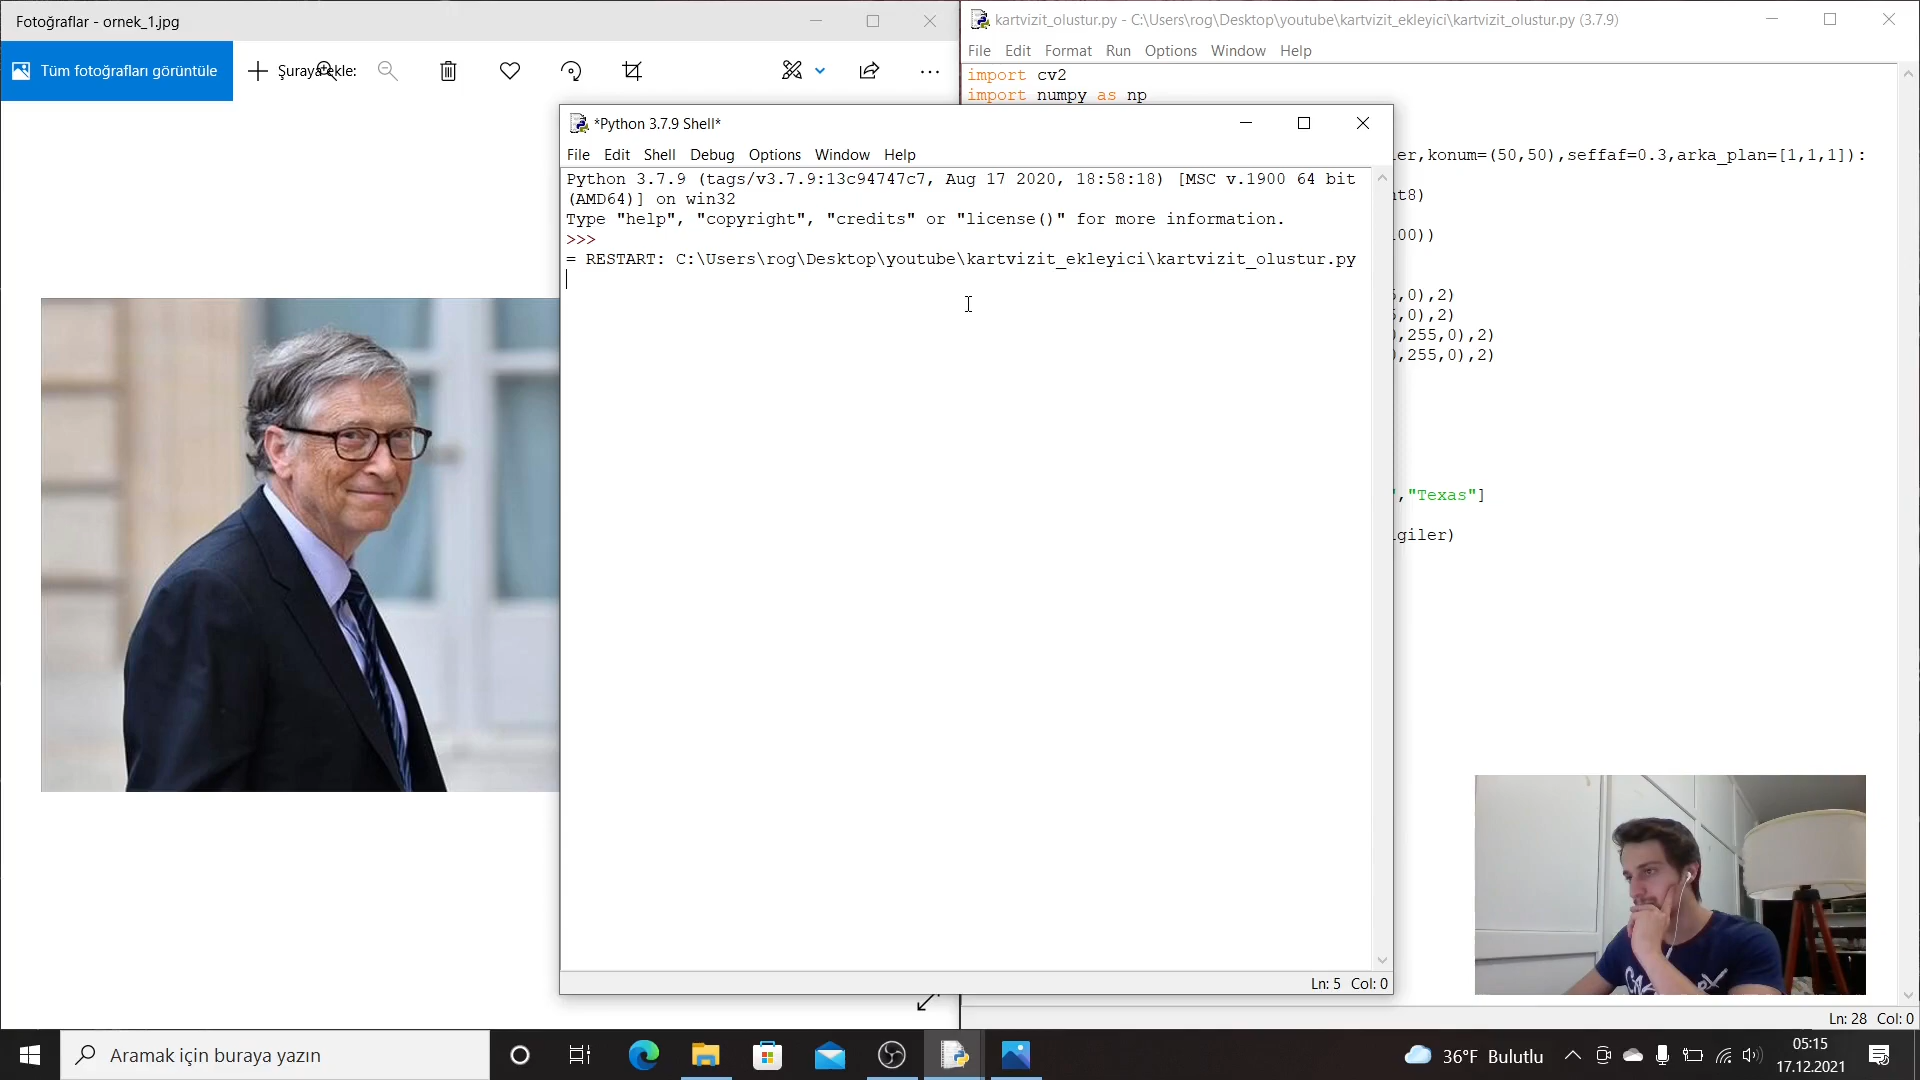 Fotoğraflar - ornek_1.jpg
Tüm fotoğrafları görüntüle
Şuraya ekle:
kartvizit_olustur.py - C:\Users\rog\Desktop\youtube\kartvizit_ekleyici\kartvizit_olustur.py (3.7.9)
File Edit Format Run Options Window Help
import cv2
import numpy as np
er,konum=(50,50),seffaf=0.3,arka_plan=[1,1,1]):
nt8)
00))
,0),2)
,0),2)
,255,0),2)
,255,0),2)
","Texas"]
giler)
Ln: 28 Col: 0
*Python 3.7.9 Shell*
File Edit Shell Debug Options Window Help
Python 3.7.9 (tags/v3.7.9:13c94747c7, Aug 17 2020, 18:58:18) [MSC v.1900 64 bit
(AMD64)] on win32
Type "help", "copyright", "credits" or "license()" for more information.
>>>
= RESTART: C:\Users\rog\Desktop\youtube\kartvizit_ekleyici\kartvizit_olustur.py
Ln: 5 Col: 0
Aramak için buraya yazın
36°F Bulutlu
05:15
17.12.2021